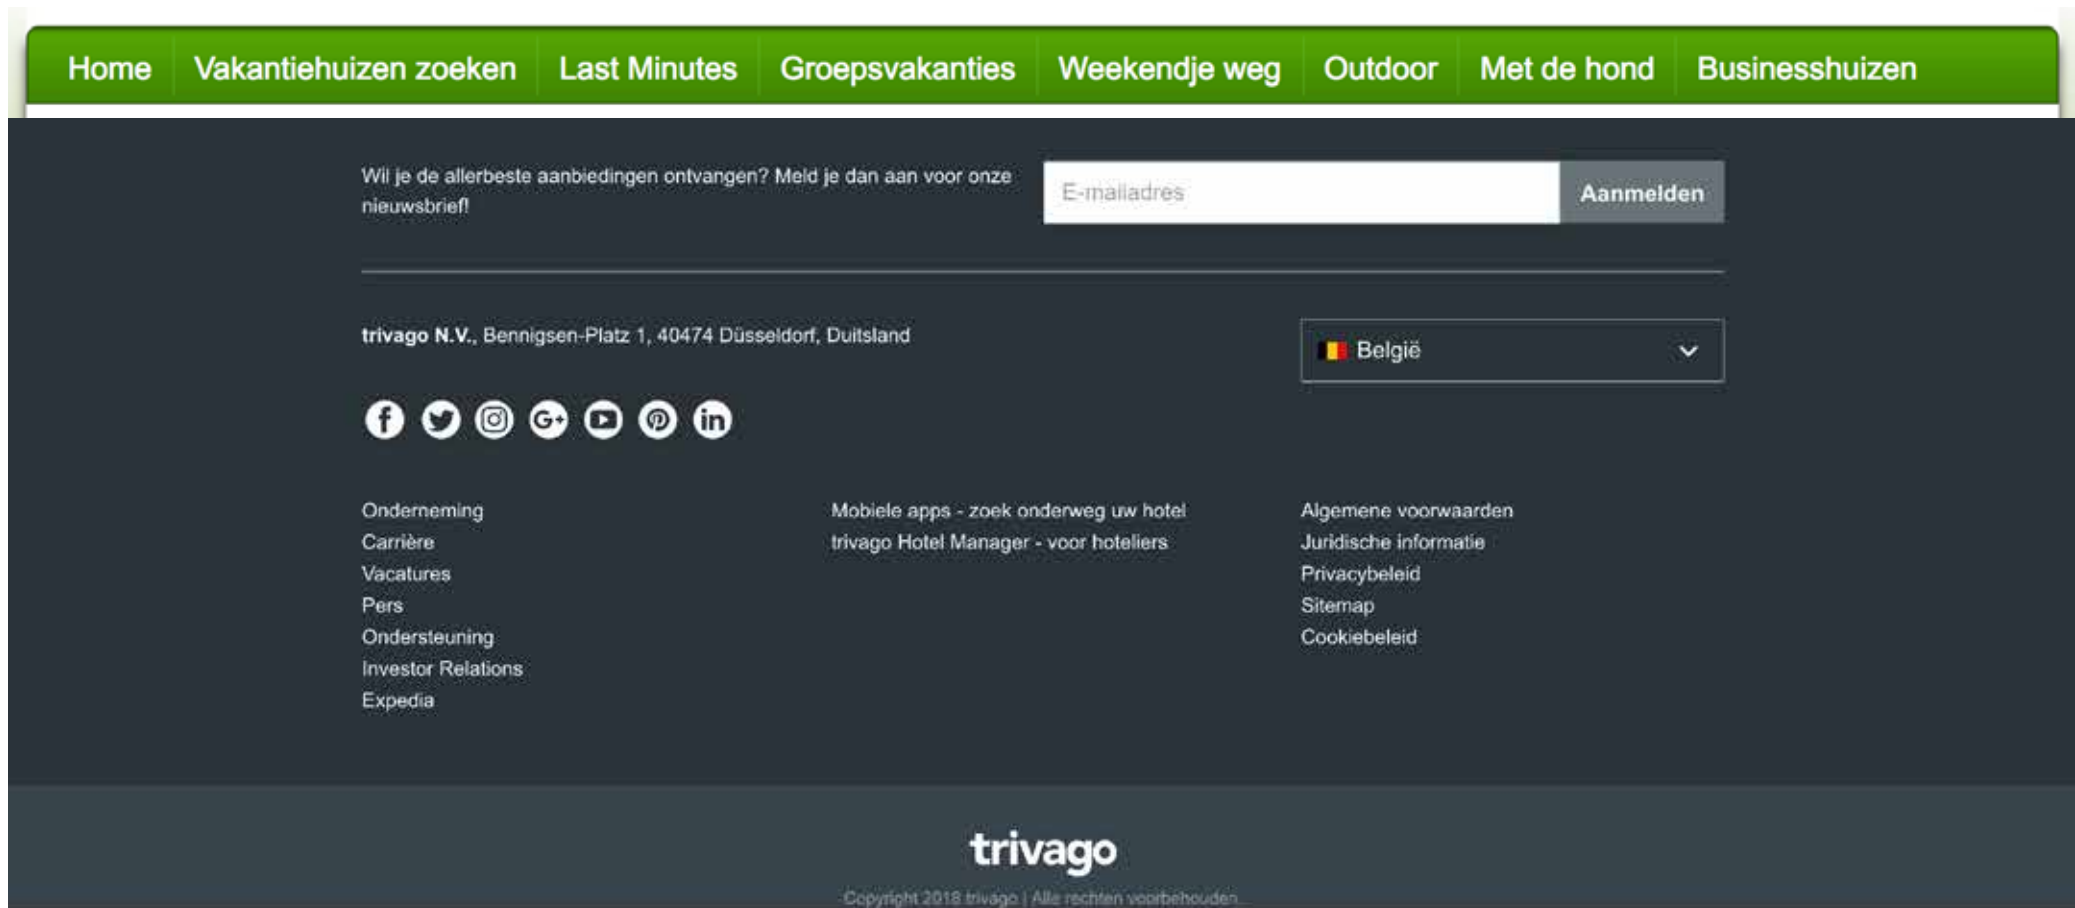 Home Vakantiehuizen zoeken Last Minutes Groepsvakanties Weekendje weg Outdoor Met de hond Businesshuizen
Wil je de allerbeste aanbiedingen ontvangen? Meld je dan aan voor onze
nieuwsbrief!
E-mailadres Aanmelden
trivago N.V., Bennigsen-Platz 1, 40474 Düsseldorf, Duitsland
België
Onderneming
Carrière
Vacatures
Pers
Ondersteuning
Investor Relations
Expedia
Mobiele apps - zoek onderweg uw hotel
trivago Hotel Manager - voor hoteliers
Algemene voorwaarden
Juridische informatie
Privacybeleid
Sitemap
Cookiebeleid
trivago
Copyright 2018 trivago | Alle rechten voorbehouden.